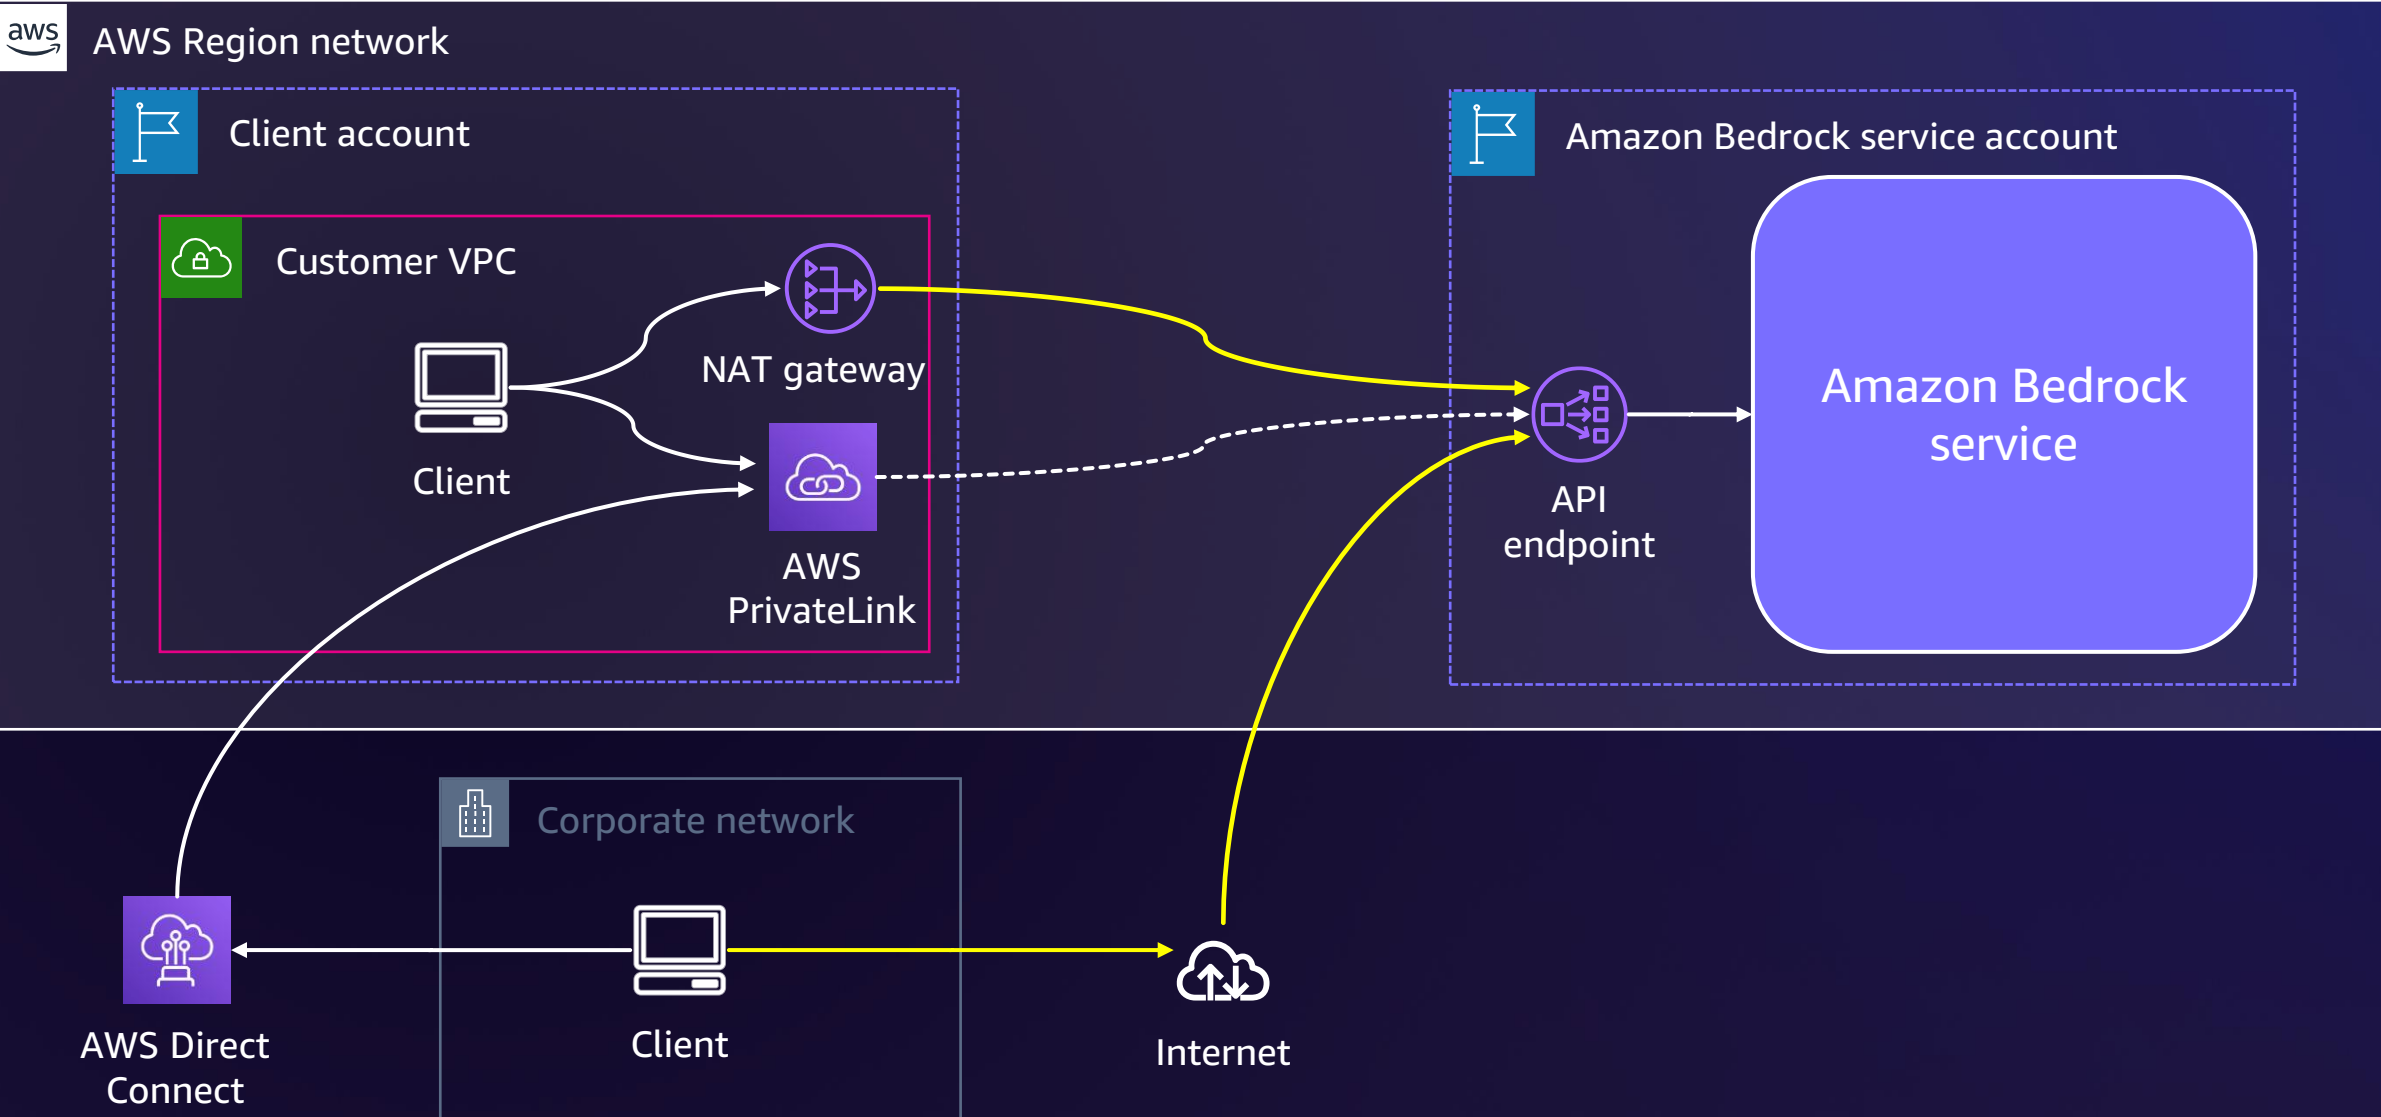 aws
AWS Region network
Client account
Amazon Bedrock service account
Customer VPC
NAT gateway
Client
AWS
PrivateLink
API
endpoint
Amazon Bedrock
service
Corporate network
AWS Direct
Connect
Client
Internet